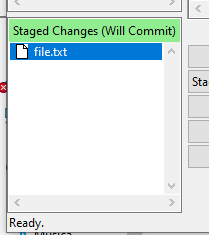 Staged Changes (Will Commit)
file.txt
Sta
Ready.